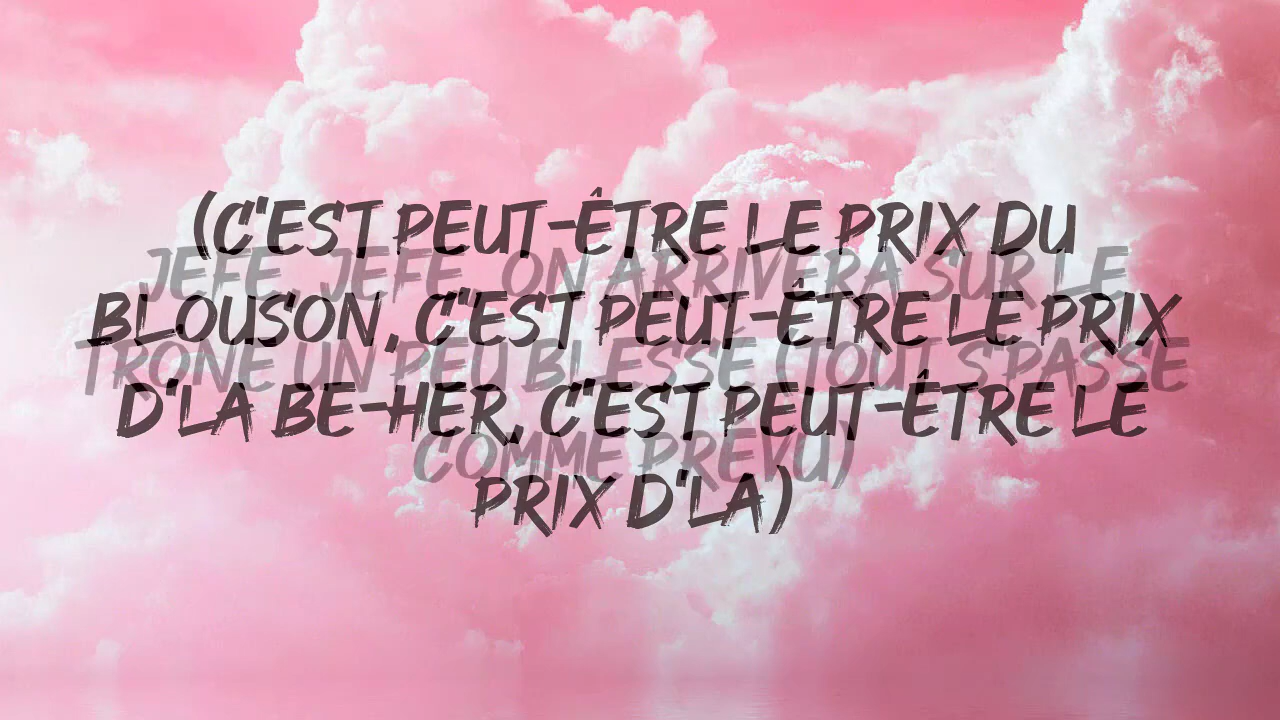 (C'EST PEUT-ÊTRE LE PRIX DU
BLOUSON, C'EST PEUT-ÊTRE LE PRIX
D'LA BE-HER, C'EST PEUT-ÊTRE LE
PRIX D'LA)
JEFE, JEFE, ON ARRIVERA SUR LE
TRÔNE UN PEU BLESSÉ (TOUT S'PASSE
COMME PRÉVU)